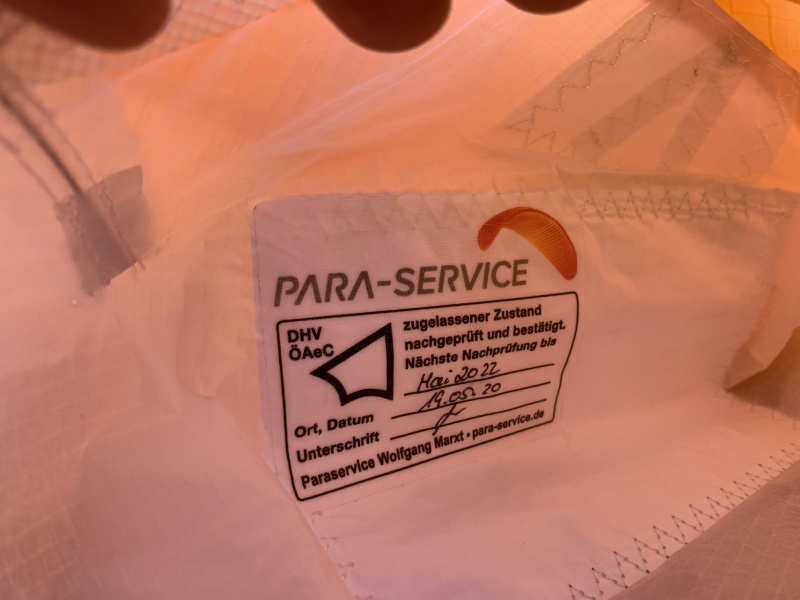 PARA-SERVICE
DHV
ÖAeC
zugelassener Zustand
nachgeprüft und bestätigt.
Nächste Nachprüfung bis
Mai 2022
Ort, Datum 19.05.20
Unterschrift
Paraservice Wolfgang Marxt • para-service.de